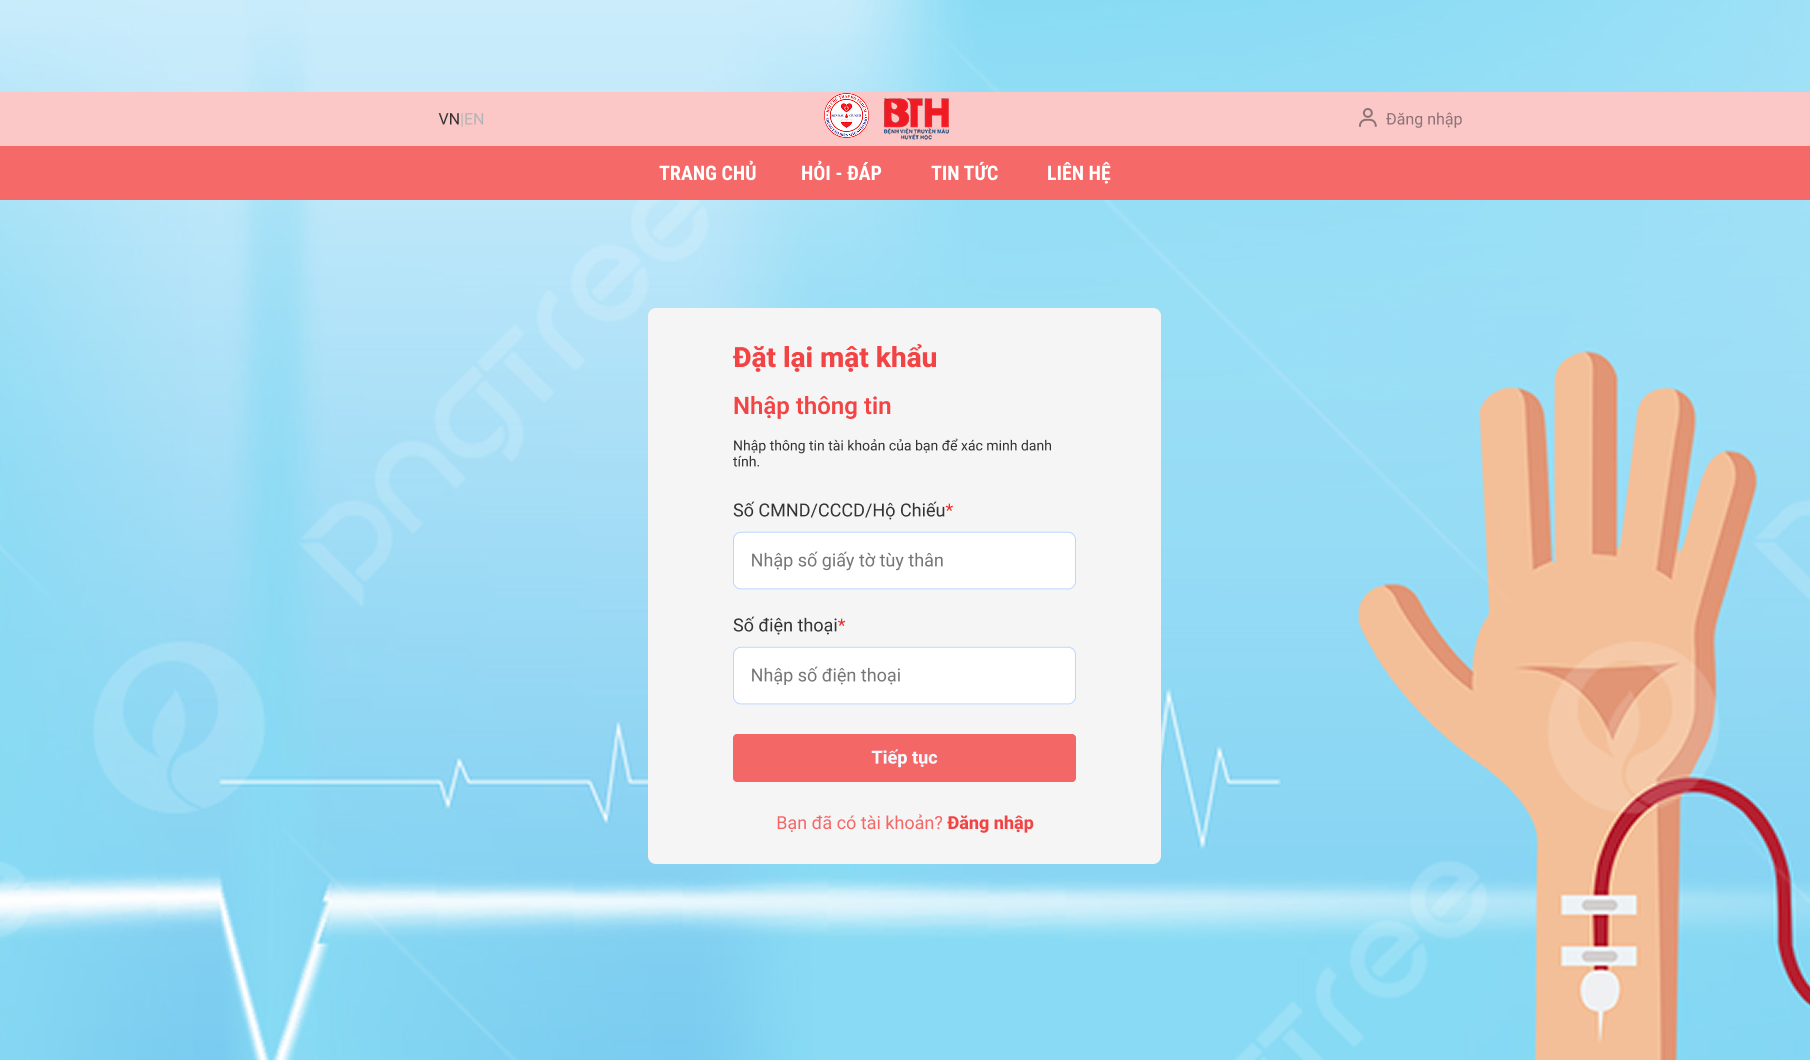 VN|EN
BTH
BỆNH VIỆN TRUYỀN MÁU
HUYẾT HỌC
Đăng nhập
TRANG CHỦ
HỎI - ĐÁP
TIN TỨC
LIÊN HỆ
Đặt lại mật khẩu
Nhập thông tin
Nhập thông tin tài khoản của bạn để xác minh danh
tính.
Số CMND/CCCD/Hộ Chiếu*
Nhập số giấy tờ tùy thân
Số điện thoại*
Nhập số điện thoại
Tiếp tục
Bạn đã có tài khoản? Đăng nhập
pngtree